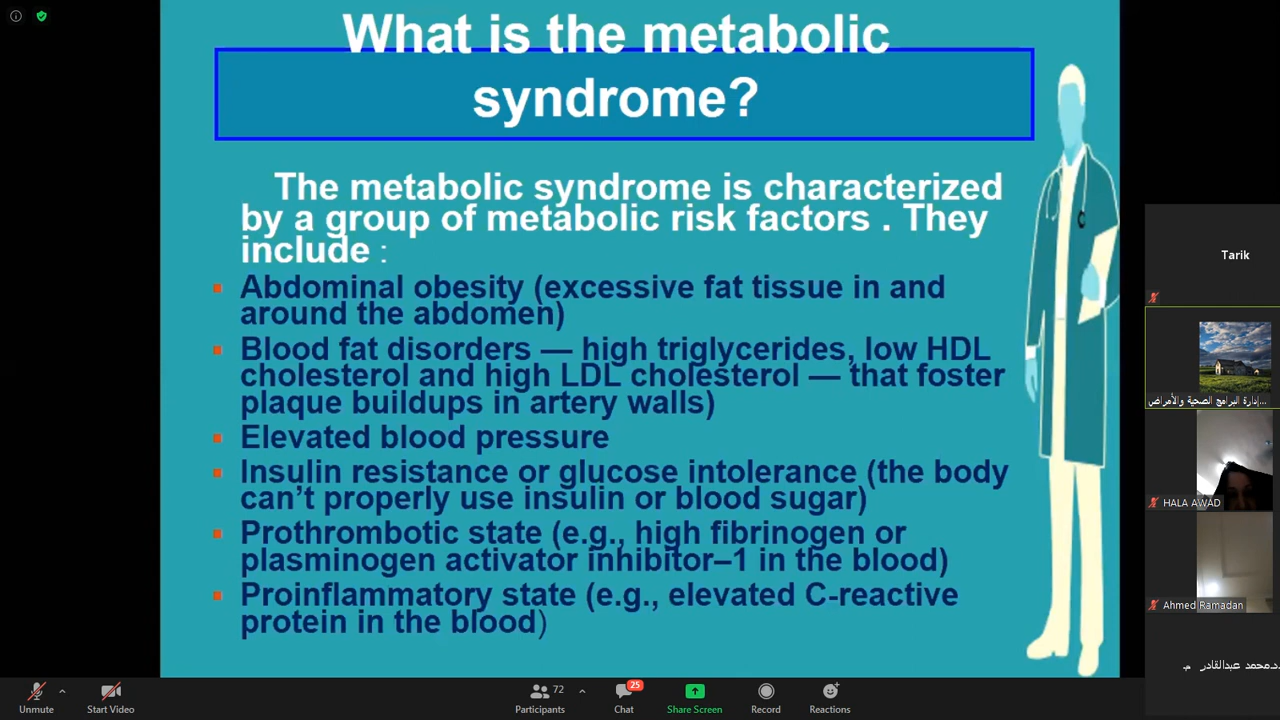 What is the metabolic
syndrome?
The metabolic syndrome is characterized
by a group of metabolic risk factors . They
include :
Abdominal obesity (excessive fat tissue in and
around the abdomen)
Blood fat disorders — high triglycerides, low HDL
cholesterol and high LDL cholesterol — that foster
plaque buildups in artery walls)
Elevated blood pressure
Insulin resistance or glucose intolerance (the body
can’t properly use insulin or blood sugar)
Prothrombotic state (e.g., high fibrinogen or
plasminogen activator inhibitor–1 in the blood)
Proinflammatory state (e.g., elevated C-reactive
protein in the blood)
Tarik
إدارة البرامج الصحية والأمراض...
HALA AWAD
Ahmed Ramadan
د.محمد عبدالقادر م.
Unmute
Start Video
72
Participants
25
Chat
Share Screen
Record
Reactions